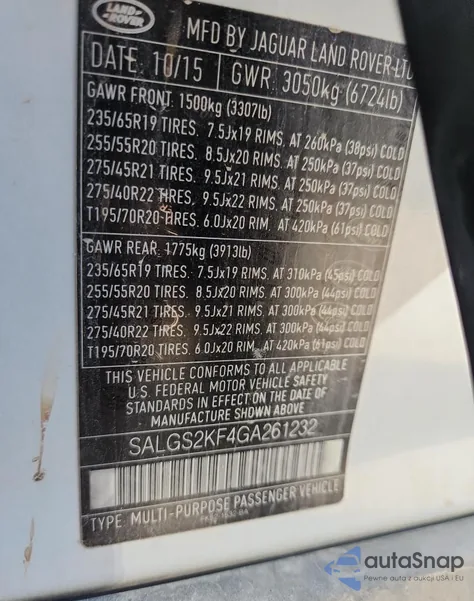 LAND ROVER
MFD BY JAGUAR LAND ROVER LTD
DATE: 10/15 GWR: 3050kg (6724lb)
GAWR FRONT: 1500kg (3307lb)
235/65R19 TIRES. 7.5Jx19 RIMS. AT 260kPa (38psi) COLD
255/55R20 TIRES. 8.5Jx20 RIMS. AT 250kPa (37psi) COLD
275/45R21 TIRES. 9.5Jx21 RIMS. AT 250kPa (37psi) COLD
275/40R22 TIRES. 9.5Jx22 RIMS. AT 250kPa (37psi) COLD
T195/70R20 TIRES. 6.0Jx20 RIM. AT 420kPa (61psi) COLD
GAWR REAR: 1775kg (3913lb)
235/65R19 TIRES. 7.5Jx19 RIMS. AT 310kPa (45psi) COLD
255/55R20 TIRES. 8.5Jx20 RIMS. AT 300kPa (44psi) COLD
275/45R21 TIRES. 9.5Jx21 RIMS. AT 300kPa (44psi) COLD
275/40R22 TIRES. 9.5Jx22 RIMS. AT 300kPa (44psi) COLD
T195/70R20 TIRES. 6.0Jx20 RIM. AT 420kPa (61psi) COLD
THIS VEHICLE CONFORMS TO ALL APPLICABLE
U.S. FEDERAL MOTOR VEHICLE SAFETY
STANDARDS IN EFFECT ON THE DATE OF
MANUFACTURE SHOWN ABOVE
SALGS2KF4GA261232
TYPE: MULTI-PURPOSE PASSENGER VEHICLE
autaSnap
Pewne auta z aukcji USA i EU